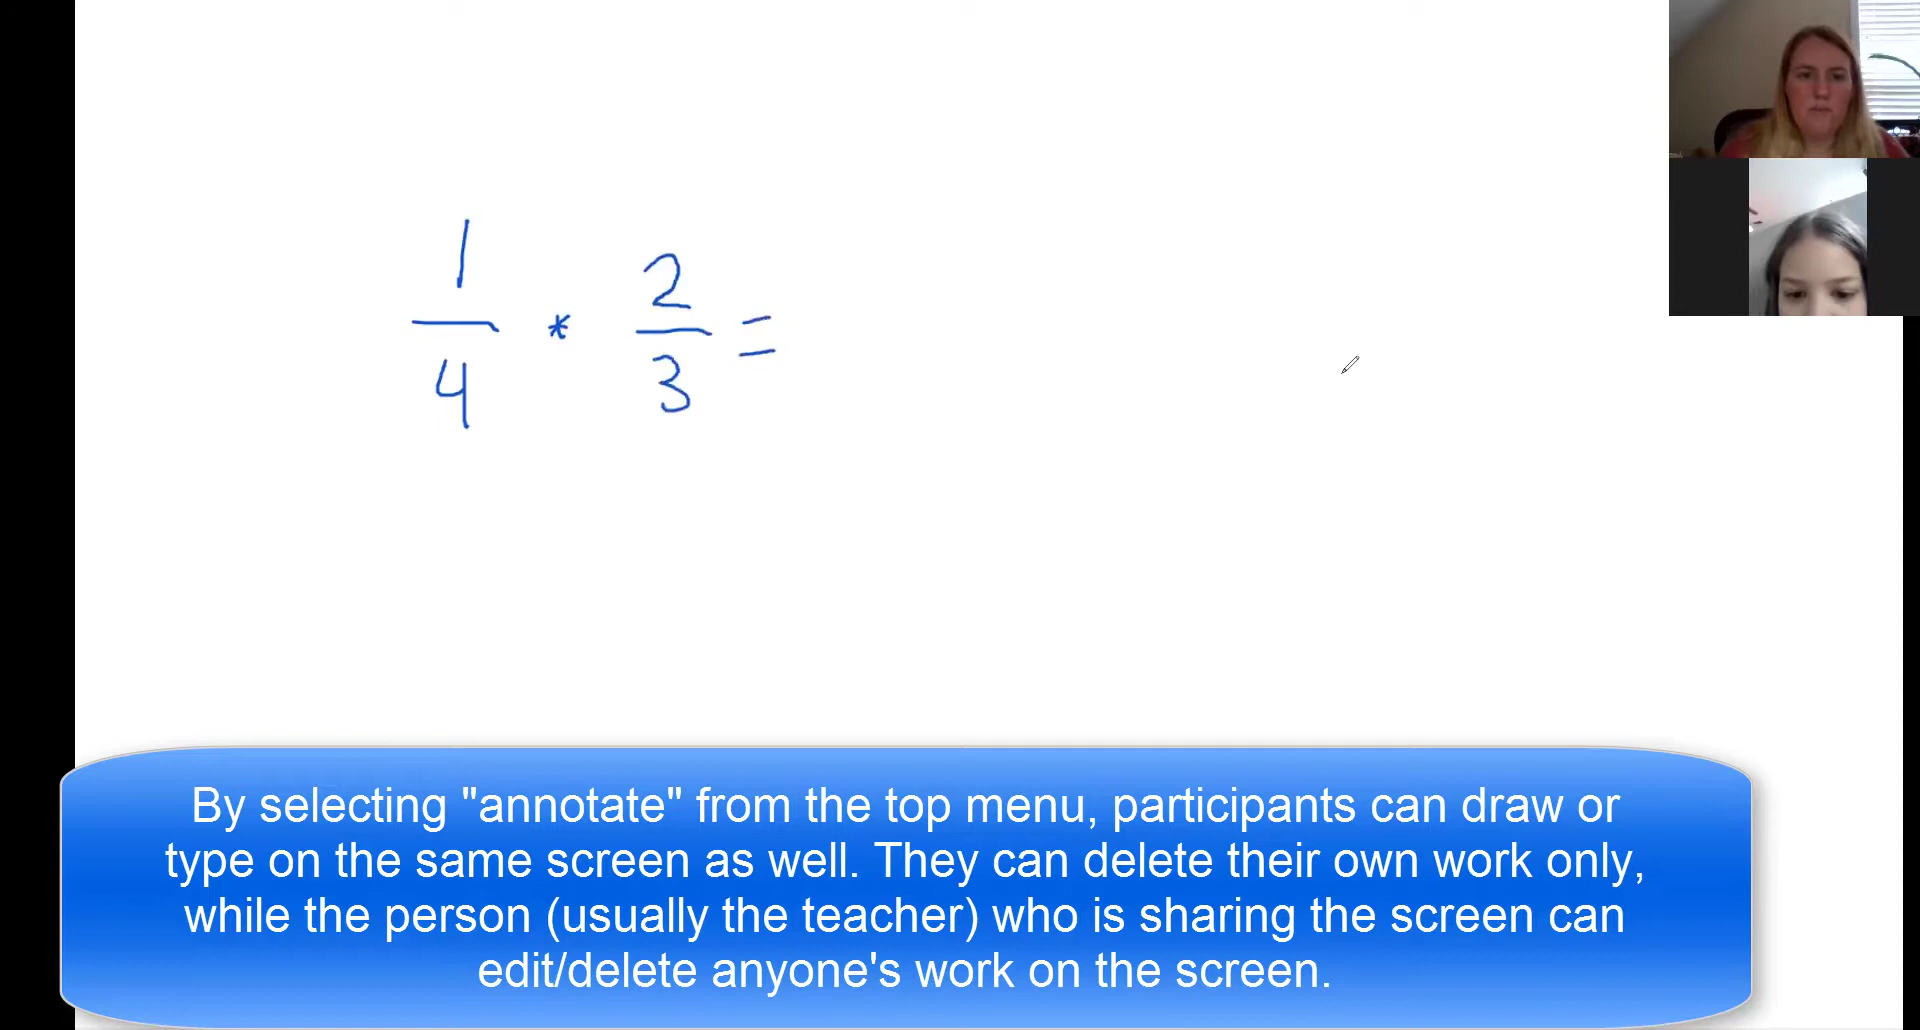 1 2
— * — =
4 3
By selecting "annotate" from the top menu, participants can draw or
type on the same screen as well. They can delete their own work only,
while the person (usually the teacher) who is sharing the screen can
edit/delete anyone's work on the screen.